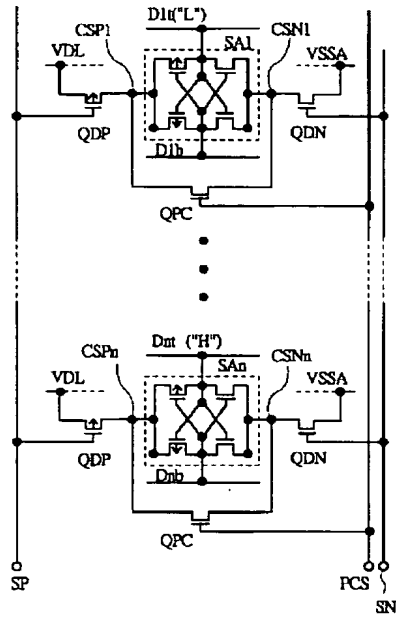 D1t("L")
CSP1
CSN1
VDL
SA1
VSSA
QDP
QDN
D1b
QPC
Dnt ("H")
CSPn
CSNn
VDL
SAn
VSSA
QDP
QDN
Dnb
QPC
SP
PCS
SN